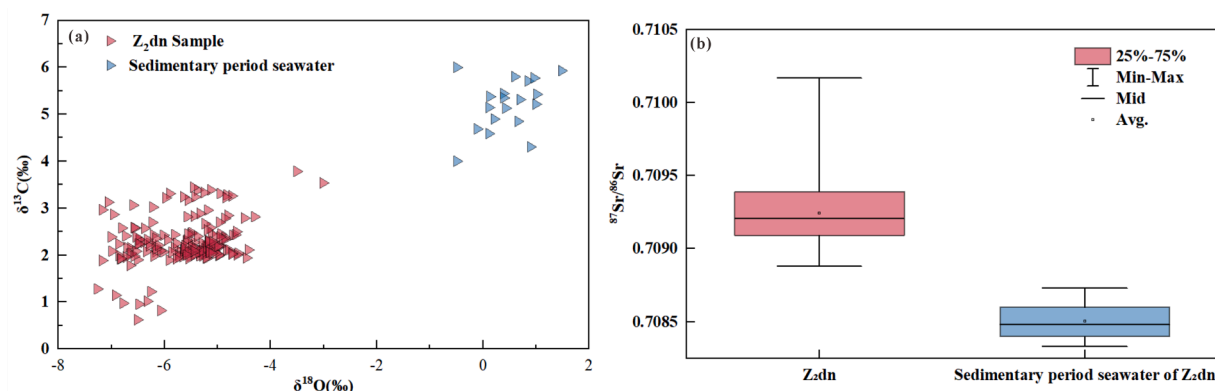 (a)
Z₂dn Sample
Sedimentary period seawater
δ¹³C(‰)
7
6
5
4
3
2
1
0
-8
-6
-4
-2
0
2
δ¹⁸O(‰)
(b)
25%-75%
Min-Max
Mid
Avg.
⁸⁷Sr/⁸⁶Sr
0.7105
0.7100
0.7095
0.7090
0.7085
Z₂dn
Sedimentary period seawater of Z₂dn